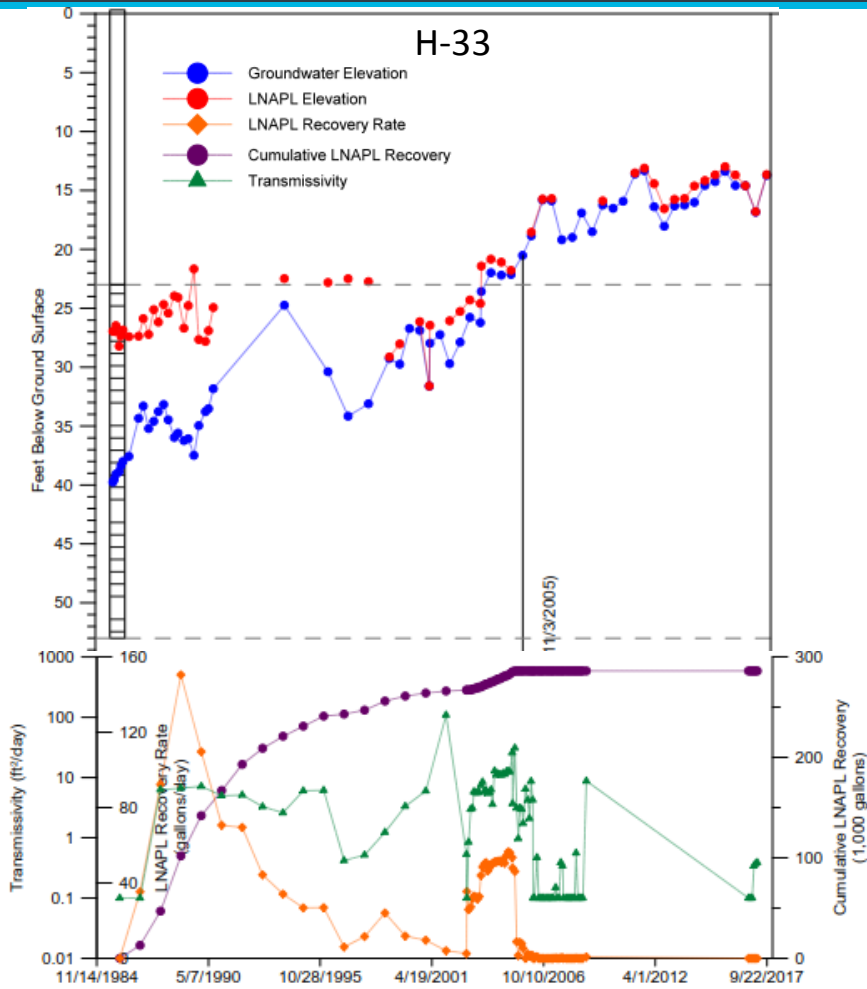 H-33
Groundwater Elevation
LNAPL Elevation
LNAPL Recovery Rate
Cumulative LNAPL Recovery
Transmissivity
Feet Below Ground Surface
0
5
10
15
20
25
30
35
40
45
50
11/3/2005)
Transmissivity (ft²/day)
1000
100
10
1
0.1
0.01
LNAPL Recovery Rate
(gallons/day)
160
120
80
40
0
300
200
100
0
Cumulative LNAPL Recovery
(1,000 gallons)
11/14/1984
5/7/1990
10/28/1995
4/19/2001
10/10/2006
4/1/2012
9/22/2017